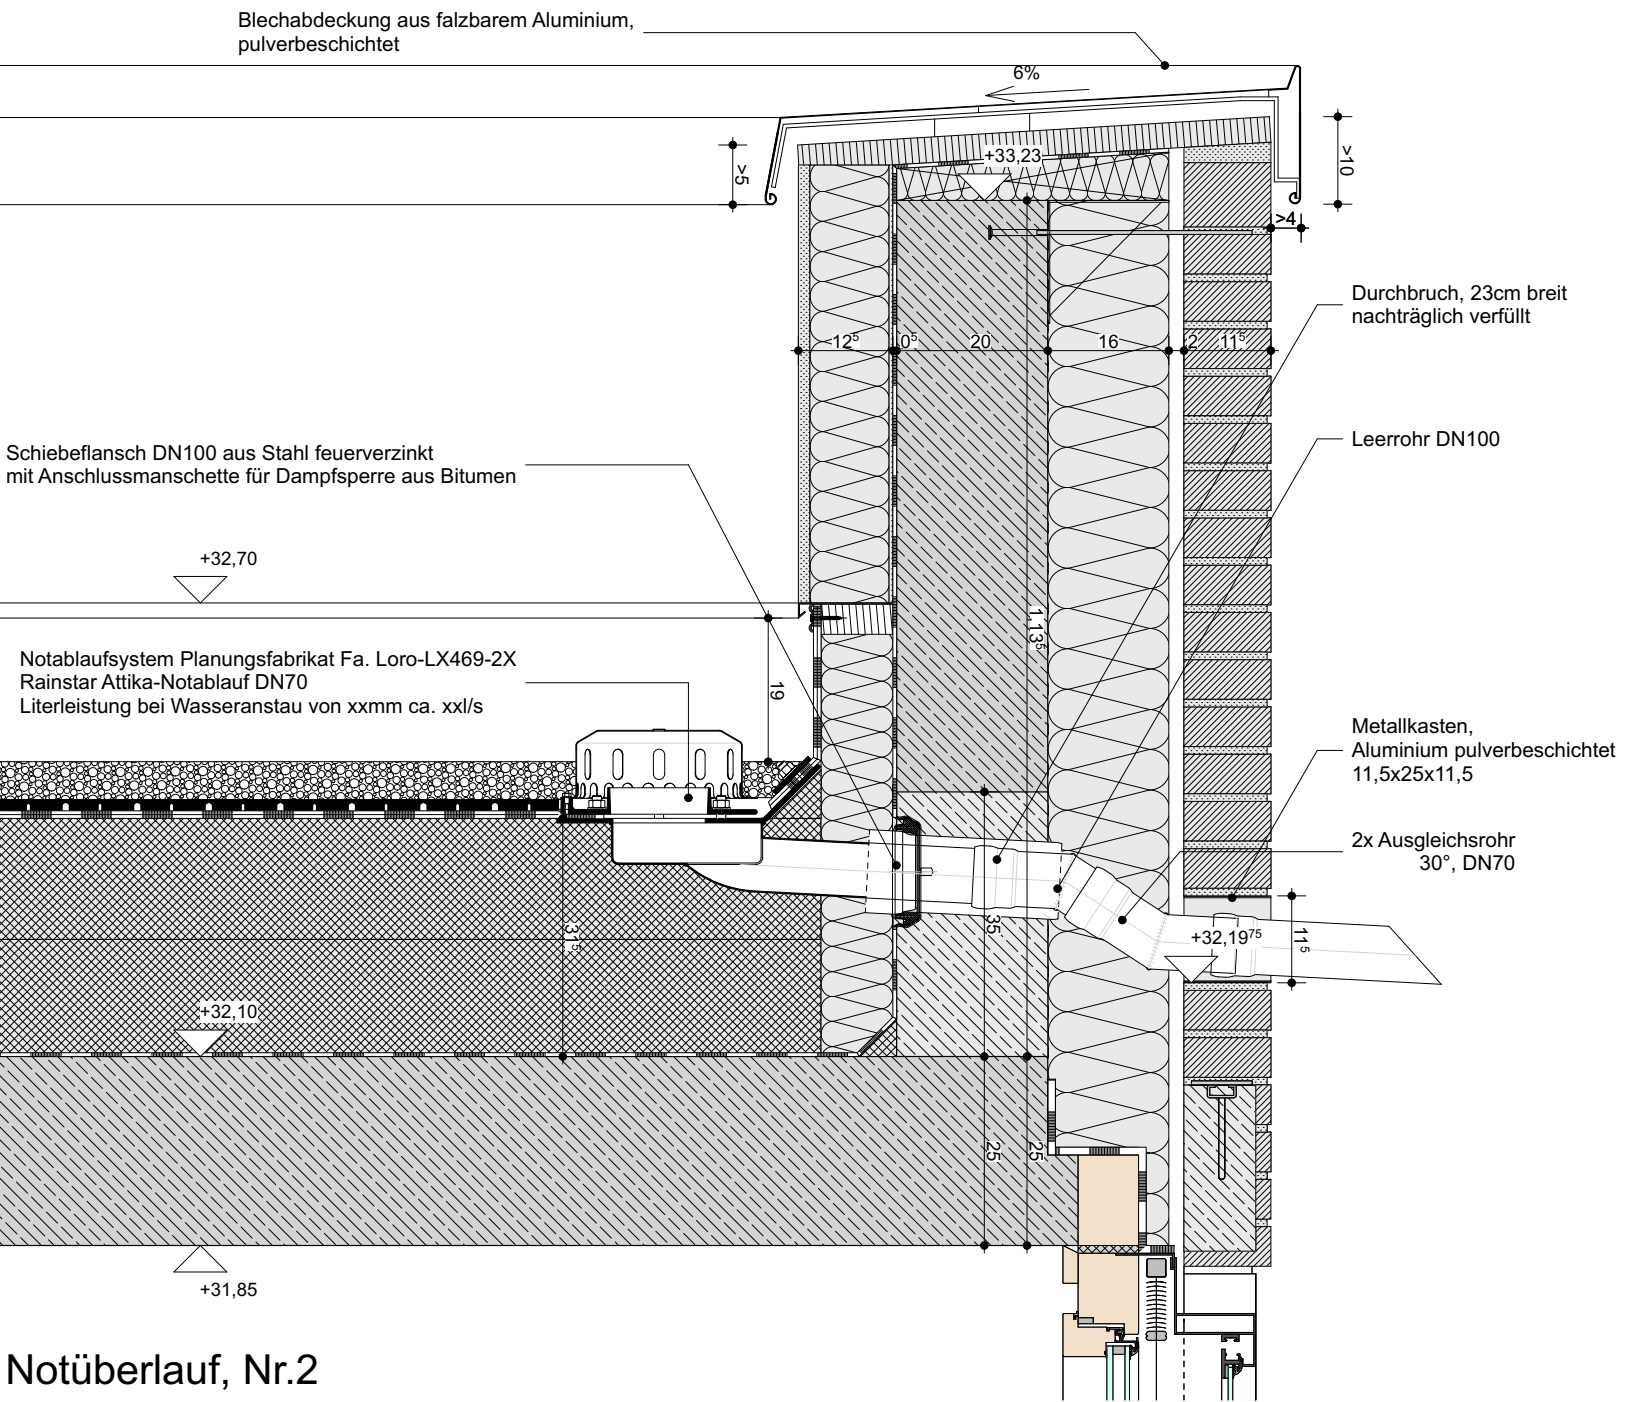 Blechabdeckung aus falzbarem Aluminium,
pulverbeschichtet
6%
>5
+33,23
>10
>4
Durchbruch, 23cm breit
nachträglich verfüllt
12⁵
0⁵
20
16
2
11⁵
Leerrohr DN100
Schiebeflansch DN100 aus Stahl feuerverzinkt
mit Anschlussmanschette für Dampfsperre aus Bitumen
+32,70
1,13⁵
Notablaufsystem Planungsfabrikat Fa. Loro-LX469-2X
Rainstar Attika-Notablauf DN70
Literleistung bei Wasseranstau von xxmm ca. xxl/s
19
Metallkasten,
Aluminium pulverbeschichtet
11,5x25x11,5
2x Ausgleichsrohr
30°, DN70
31⁵
35
+32,19⁷⁵
11⁵
+32,10
25
25
+31,85
Notüberlauf, Nr.2